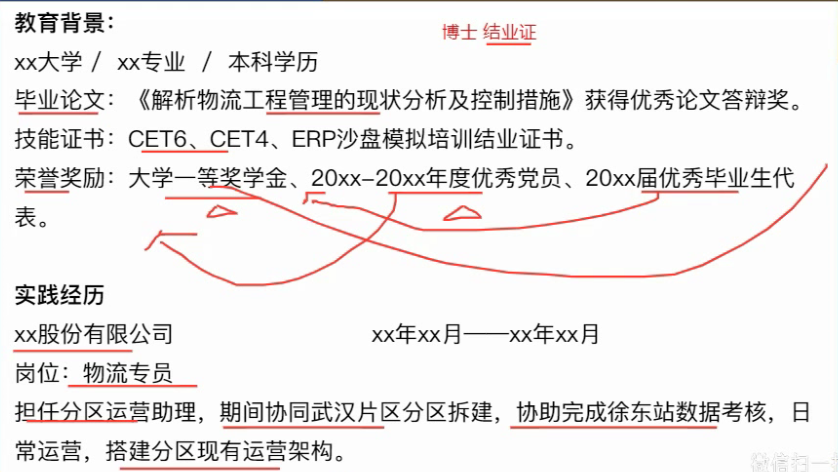 教育背景：
博士 结业证
xx大学 / xx专业 / 本科学历
毕业论文：《解析物流工程管理的现状分析及控制措施》获得优秀论文答辩奖。
技能证书：CET6、CET4、ERP沙盘模拟培训结业证书。
荣誉奖励：大学一等奖学金、20xx-20xx年度优秀党员、20xx届优秀毕业生代
表。
实践经历
xx股份有限公司 xx年xx月——xx年xx月
岗位：物流专员
担任分区运营助理，期间协同武汉片区分区拆建，协助完成徐东站数据考核，日
常运营，搭建分区现有运营架构。
微信扫一